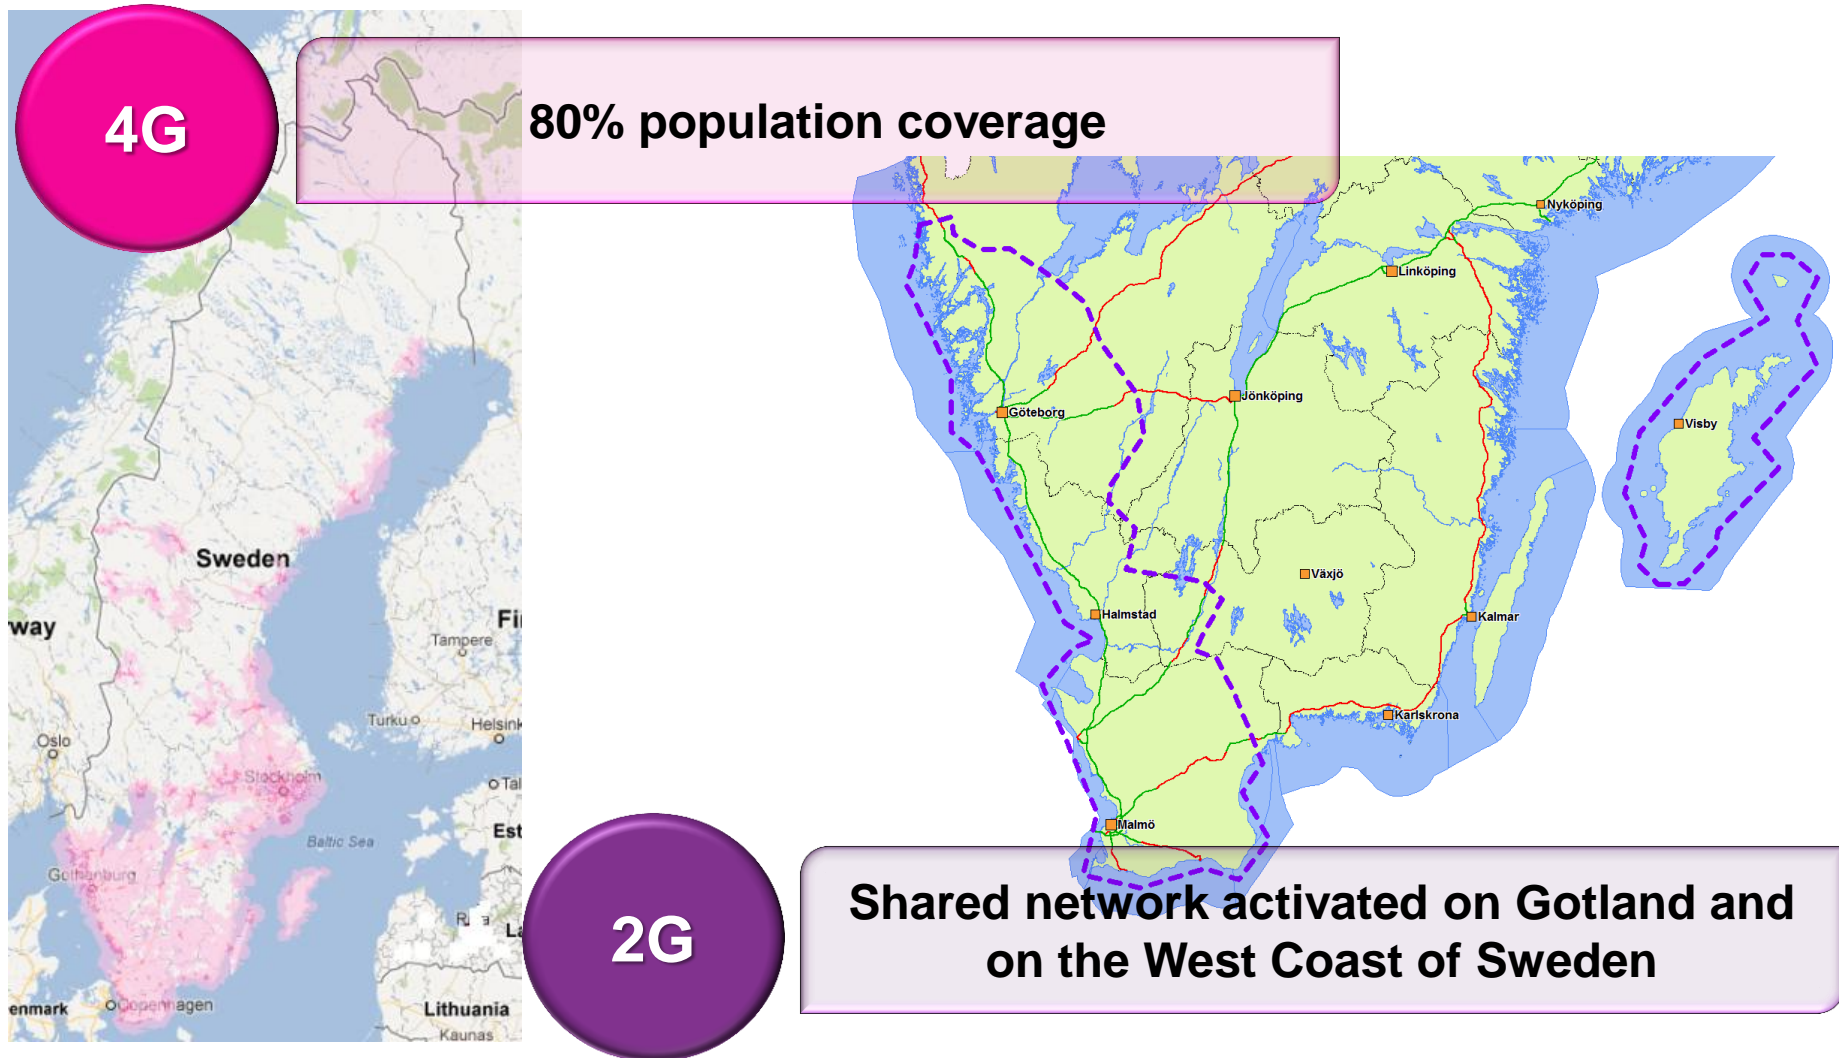 4G
80% population coverage
Sweden
way
Fi
Tampere
Turku
Helsink
Oslo
Stockholm
Tal
Est
Baltic Sea
Gothenburg
La
enmark
Copenhagen
Lithuania
Kaunas
Nyköping
Linköping
Visby
Jönköping
Göteborg
Växjö
Halmstad
Kalmar
Karlskrona
Malmö
2G
Shared network activated on Gotland and
on the West Coast of Sweden